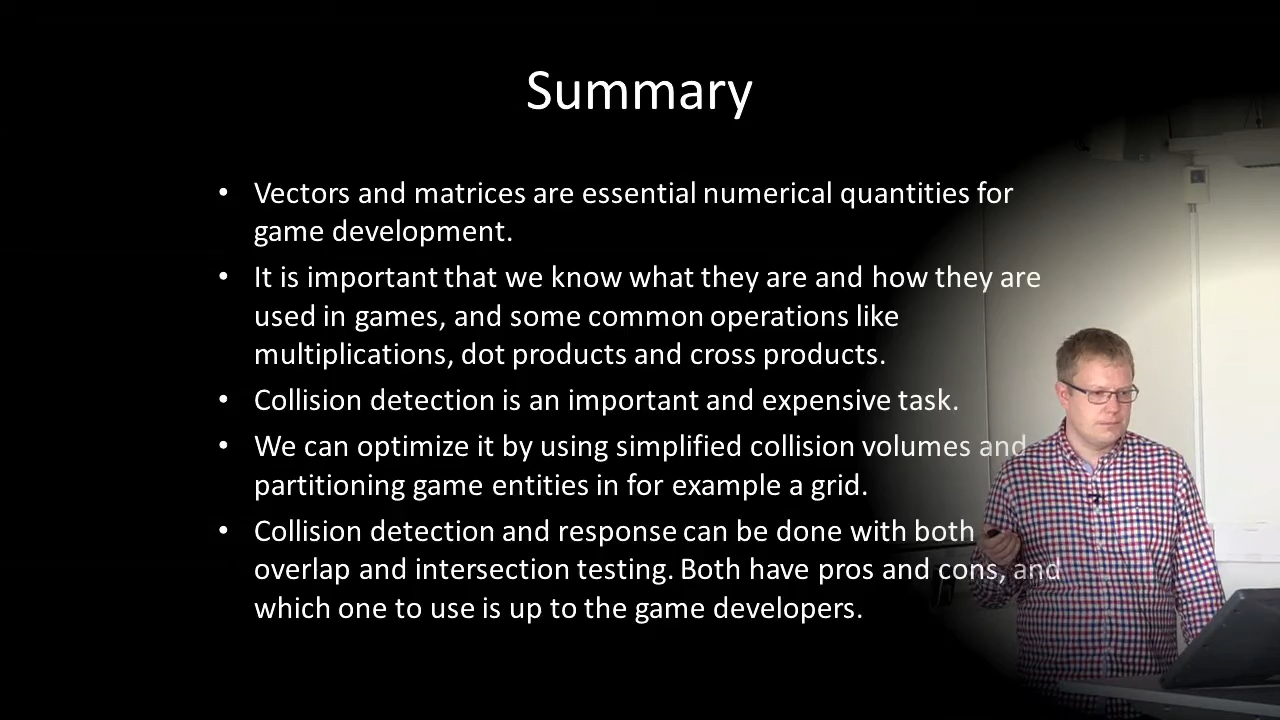 Summary
• Vectors and matrices are essential numerical quantities for
game development.
• It is important that we know what they are and how they are
used in games, and some common operations like
multiplications, dot products and cross products.
• Collision detection is an important and expensive task.
• We can optimize it by using simplified collision volumes and
partitioning game entities in for example a grid.
• Collision detection and response can be done with both
overlap and intersection testing. Both have pros and cons, and
which one to use is up to the game developers.